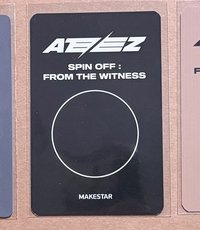 ATEEZ
SPIN OFF :
FROM THE WITNESS
MAKESTAR